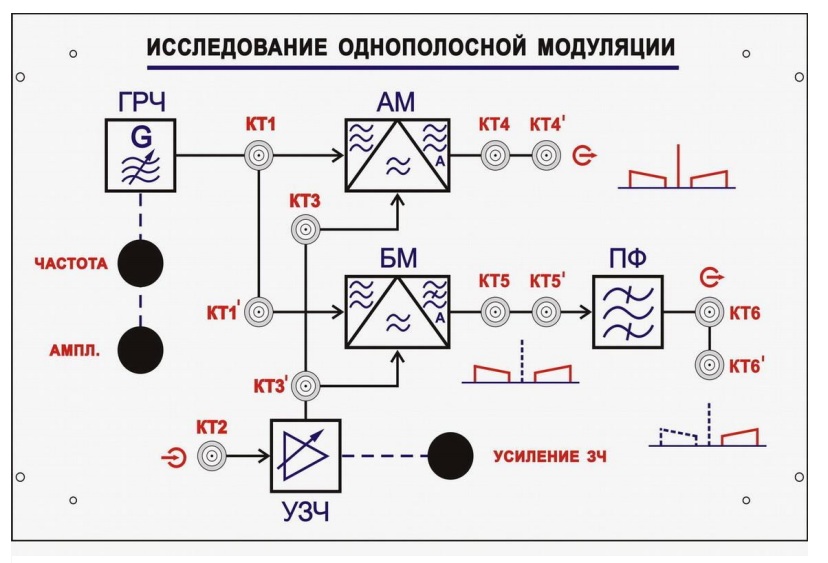 ИССЛЕДОВАНИЕ ОДНОПОЛОСНОЙ МОДУЛЯЦИИ
ГРЧ
АМ
G
КТ1
КТ4
КТ4'
А
КТ3
ЧАСТОТА
БМ
ПФ
КТ1'
КТ5
КТ5'
КТ6
А
АМПЛ.
КТ6'
КТ3'
КТ2
УСИЛЕНИЕ ЗЧ
УЗЧ